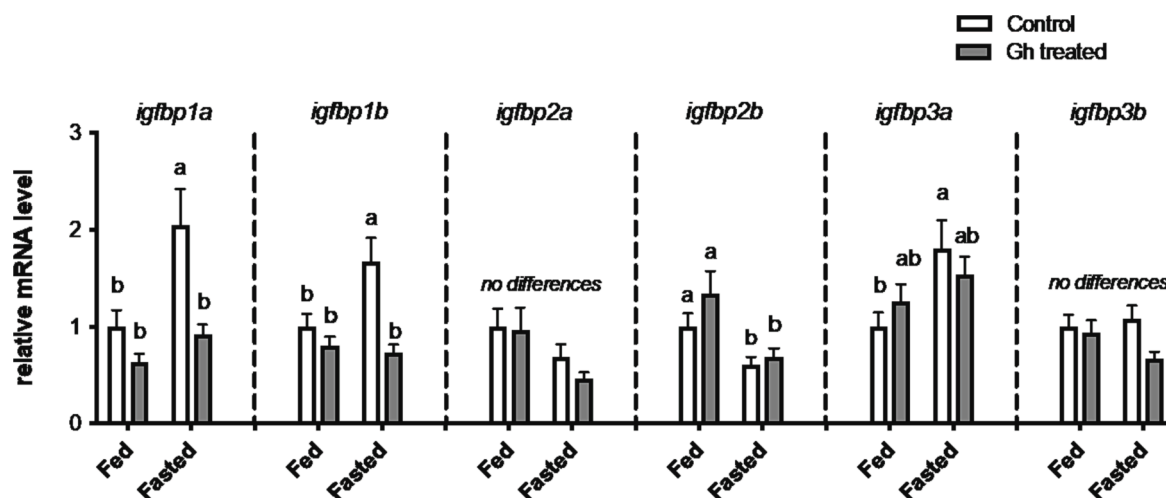 Control
Gh treated
igfbp1a igfbp1b igfbp2a igfbp2b igfbp3a igfbp3b
relative mRNA level
3
2
1
0
b b a b
b b a b
no differences
a a b b
b ab a ab
no differences
Fed Fasted Fed Fasted Fed Fasted Fed Fasted Fed Fasted Fed Fasted